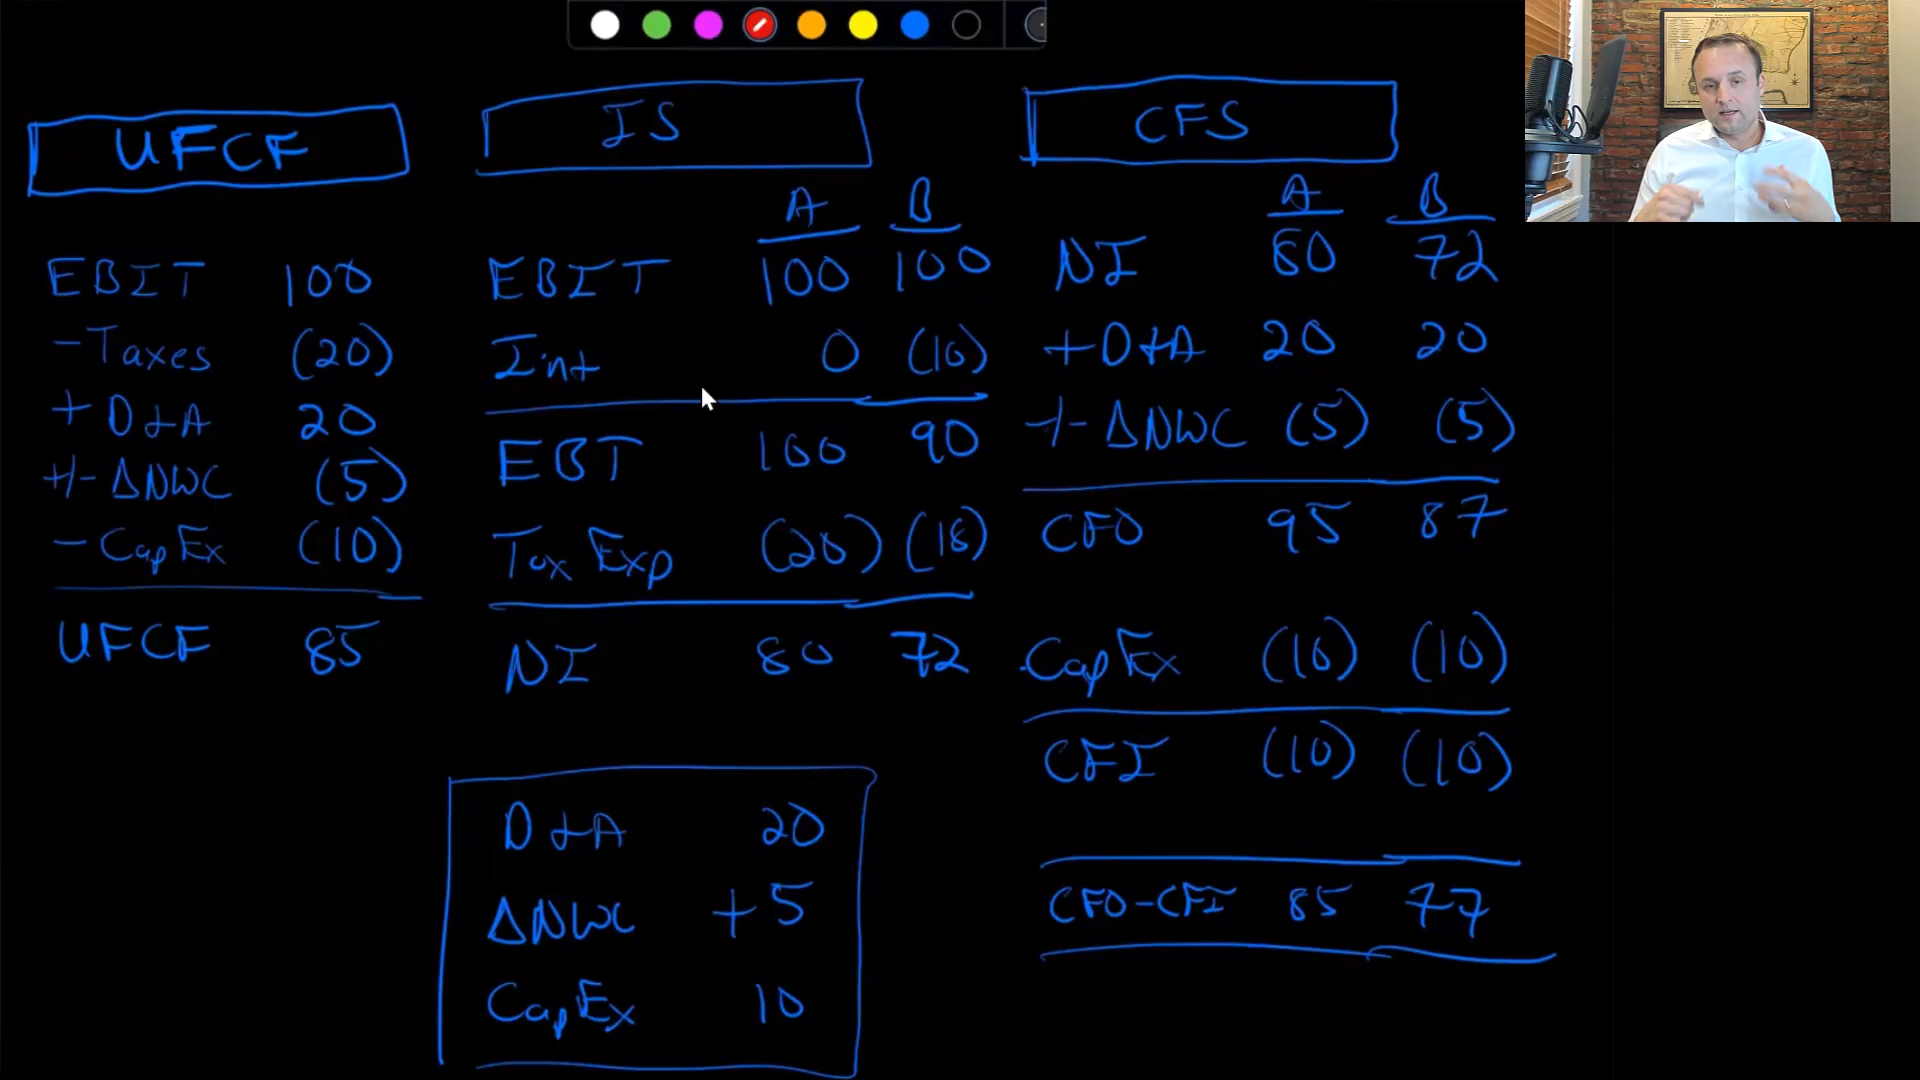 UFCF
EBIT 100
- Taxes (20)
+ D&A 20
+/- ΔNWC (5)
- CapEx (10)
UFCF 85
IS
A B
EBIT 100 100
Int 0 (10)
EBT 100 90
Tax Exp (20) (18)
NI 80 72
D&A 20
ΔNWC +5
CapEx 10
CFS
A B
NI 80 72
+ D&A 20 20
+/- ΔNWC (5) (5)
CFO 95 87
CapEx (10) (10)
CFI (10) (10)
CFO-CFI 85 77